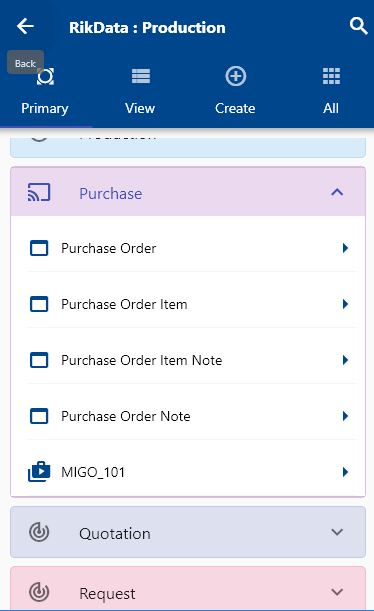 RikData : Production
Back
Primary
View
Create
All
Production
Purchase
Purchase Order
Purchase Order Item
Purchase Order Item Note
Purchase Order Note
MIGO_101
Quotation
Request